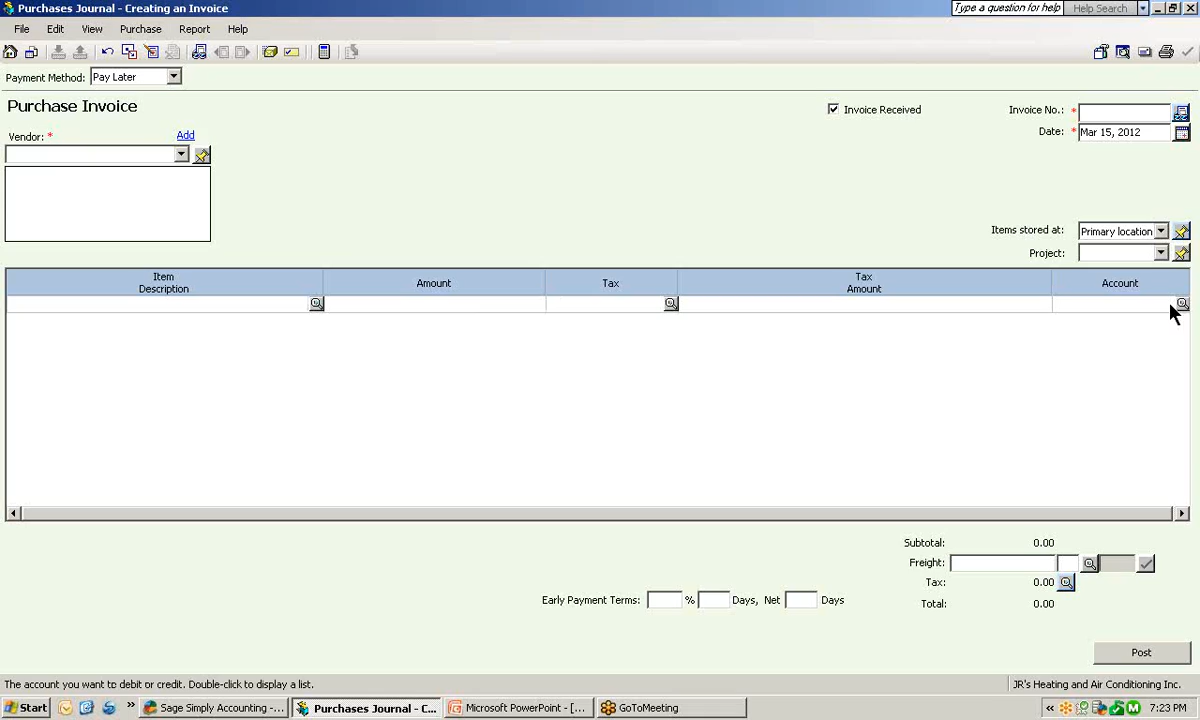 Purchases Journal - Creating an Invoice
Type a question for help
Help Search
File Edit View Purchase Report Help
Payment Method: Pay Later
Purchase Invoice
Invoice Received
Invoice No.: *
Vendor: * Add
Date: * Mar 15, 2012
Items stored at: Primary location
Project:
Item Description
Amount
Tax
Tax Amount
Account
Subtotal: 0.00
Freight:
Tax: 0.00
Early Payment Terms: % Days, Net Days
Total: 0.00
Post
The account you want to debit or credit. Double-click to display a list.
JR's Heating and Air Conditioning Inc.
Start
Sage Simply Accounting -...
Purchases Journal - C...
Microsoft PowerPoint - [...
GoToMeeting
7:23 PM